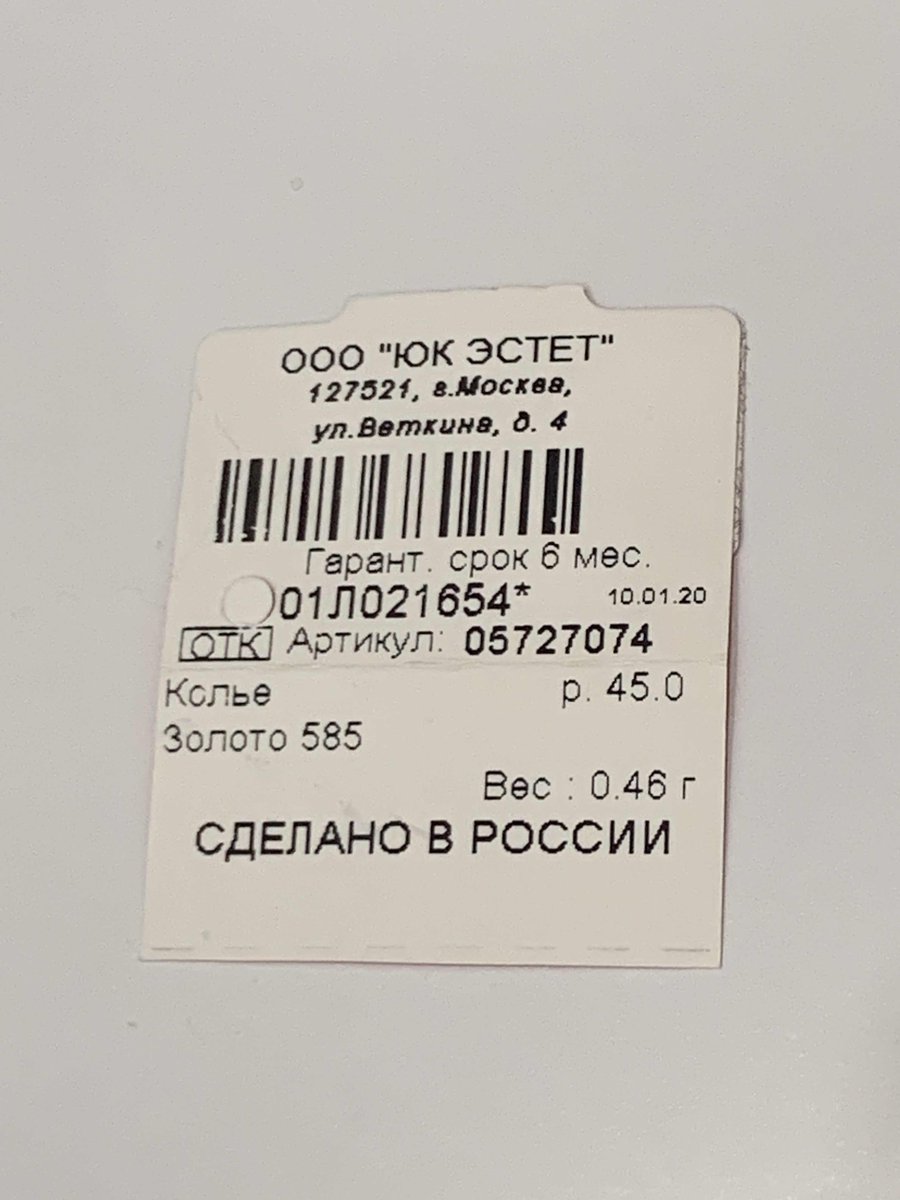 ООО "ЮК ЭСТЕТ"
127521, г.Москва,
ул.Веткина, д. 4
Гарант. срок 6 мес.
01Л021654* 10.01.20
ОТК Артикул: 05727074
Колье р. 45.0
Золото 585
Вес : 0.46 г
СДЕЛАНО В РОССИИ